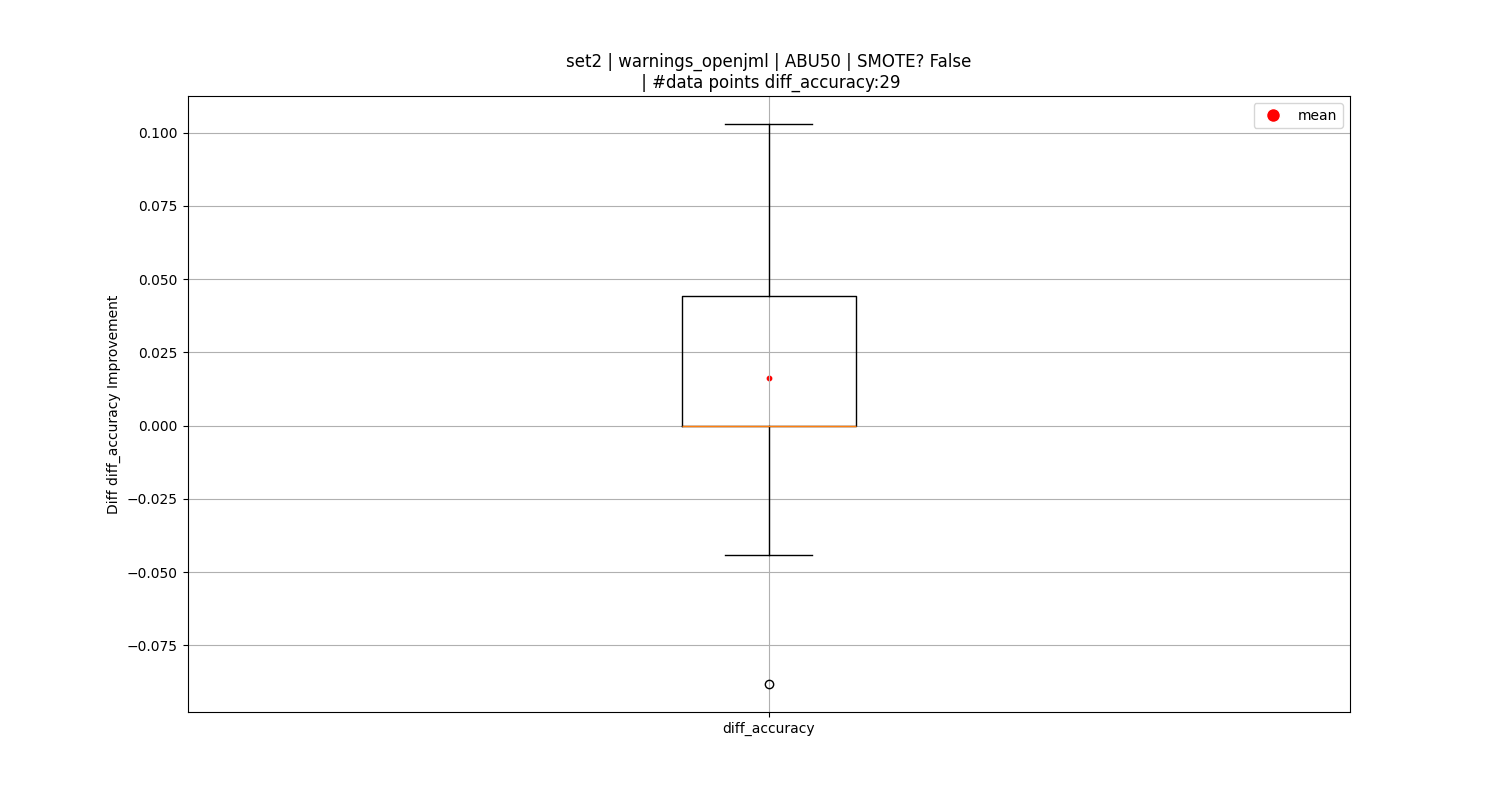 set2 | warnings_openjml | ABU50 | SMOTE? False
| #data points diff_accuracy:29
mean
0.100
0.075
0.050
0.025
0.000
−0.025
−0.050
−0.075
Diff diff_accuracy Improvement
diff_accuracy